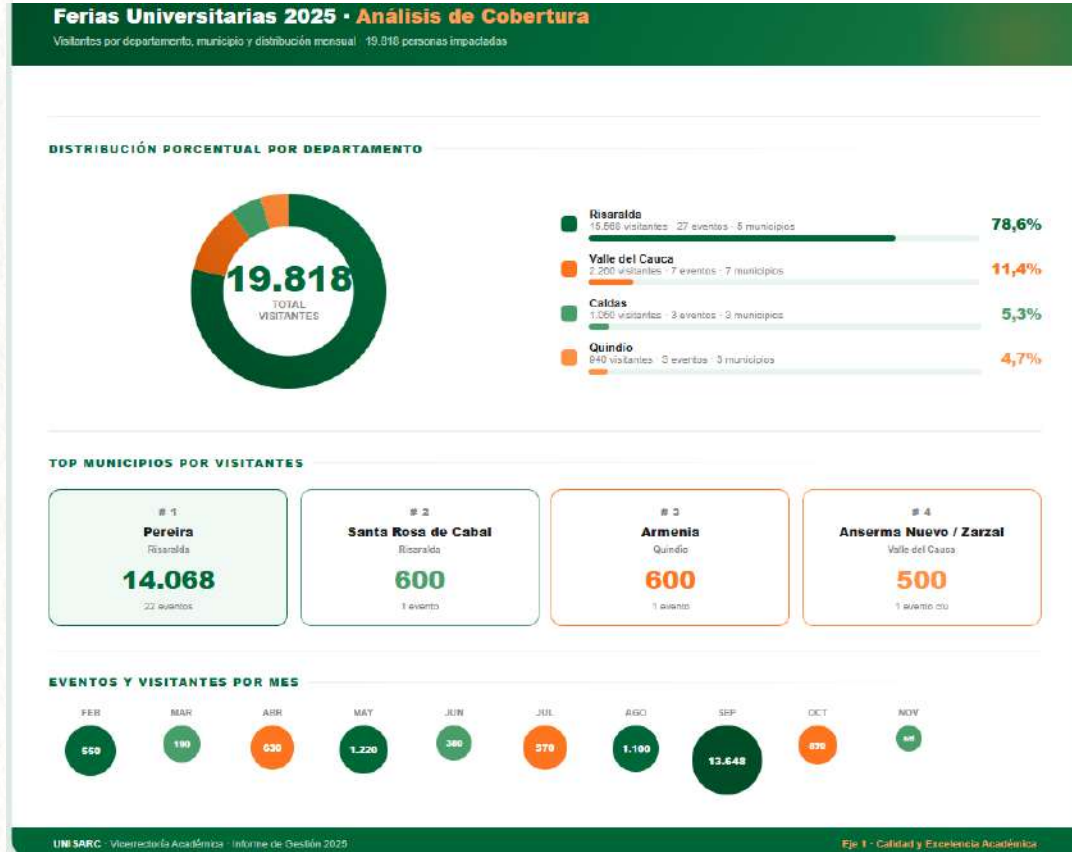 Ferias Universitarias 2025 · Análisis de Cobertura
Visitantes por departamento, municipio y distribución mensual · 19.818 personas impactadas
DISTRIBUCIÓN PORCENTUAL POR DEPARTAMENTO
19.818
TOTAL
VISITANTES
Risaralda
15.568 visitantes · 27 eventos · 5 municipios
78,6%
Valle del Cauca
visitantes · 7 eventos · 7 municipios
11,4%
Caldas
1.050 visitantes · 3 eventos · 3 municipios
5,3%
Quindio
940 visitantes · 3 eventos · 3 municipios
4,7%
TOP MUNICIPIOS POR VISITANTES
# 1
Pereira
Risaralda
14.068
22 eventos
# 2
Santa Rosa de Cabal
Risaralda
600
1 evento
# 3
Armenia
Quindio
600
1 evento
# 4
Anserma Nuevo / Zarzal
Valle del Cauca
500
1 evento c/u
EVENTOS Y VISITANTES POR MES
FEB MAR ABR MAY JUN JUL AGO SEP OCT NOV
550 190 630 1.220 570 1.100 13.648
UNISARC · Vicerrectoría Académica · Informe de Gestión 2025
Eje 1 · Calidad y Excelencia Académica